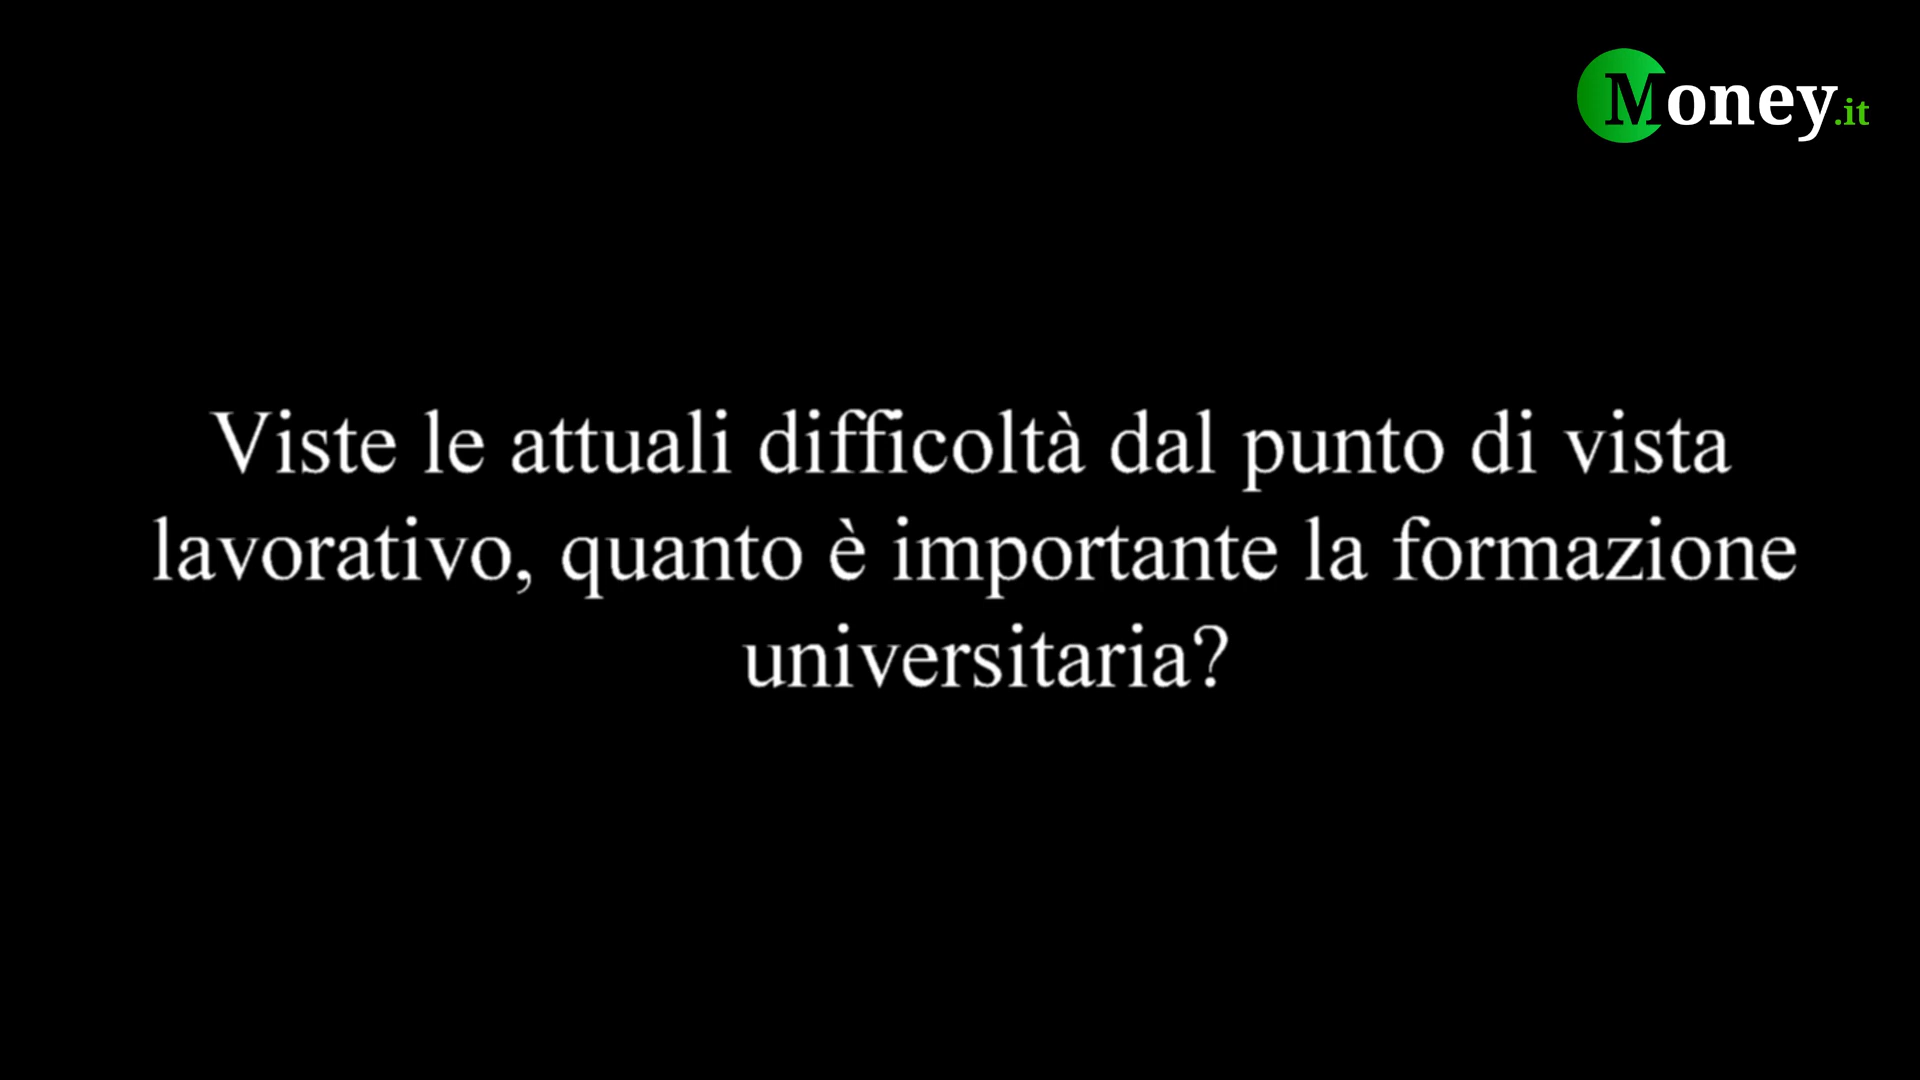 Money.it
Viste le attuali difficoltà dal punto di vista
lavorativo, quanto è importante la formazione
universitaria?